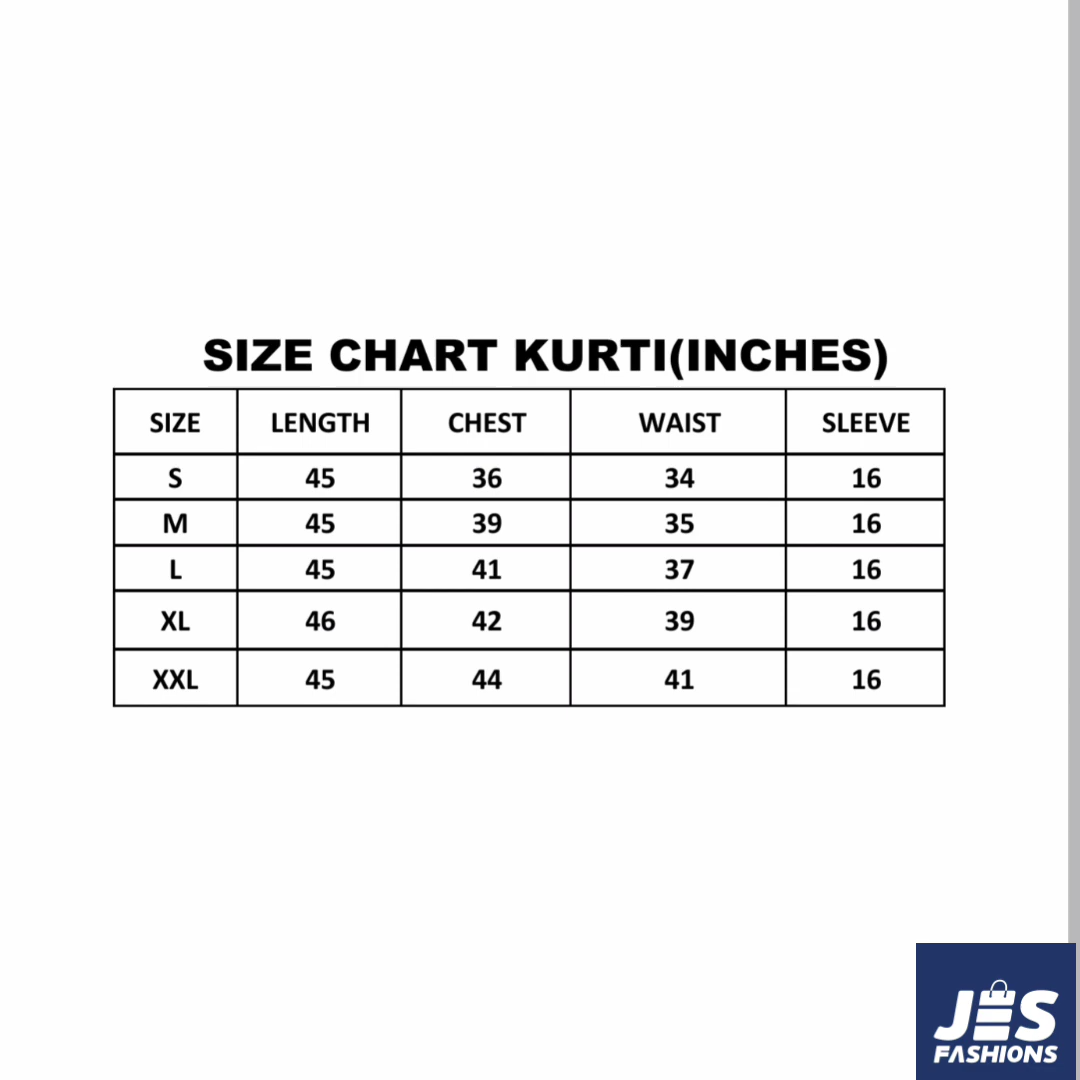 SIZE CHART KURTI(INCHES)
SIZE LENGTH CHEST WAIST SLEEVE
S 45 36 34 16
M 45 39 35 16
L 45 41 37 16
XL 46 42 39 16
XXL 45 44 41 16
JES
FASHIONS